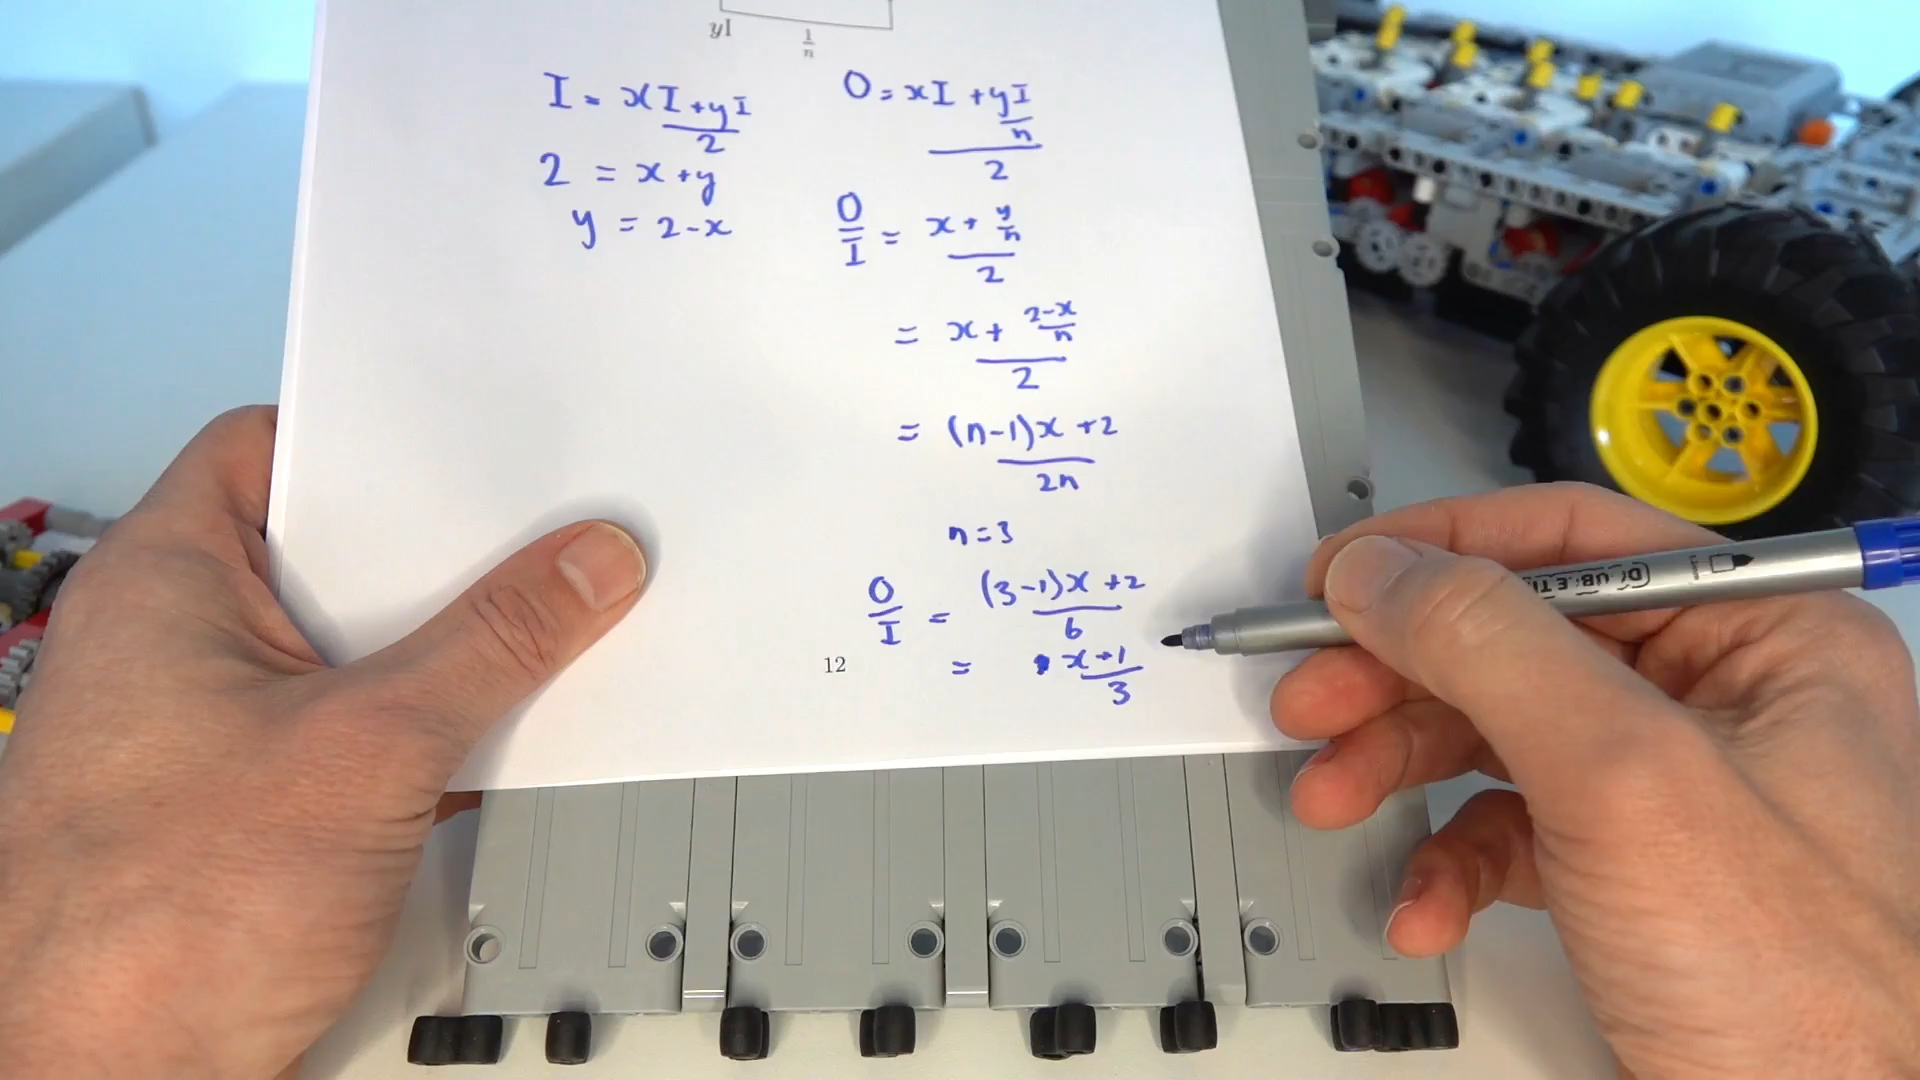 yI
1/n
I = xI + yI / 2
2 = x + y
y = 2 - x
O = xI + yI/n / 2
O/I = x + y/n / 2
= x + 2-x/n / 2
= (n-1)x + 2 / 2n
n = 3
O/I = (3-1)x + 2 / 6
= x+1 / 3
12